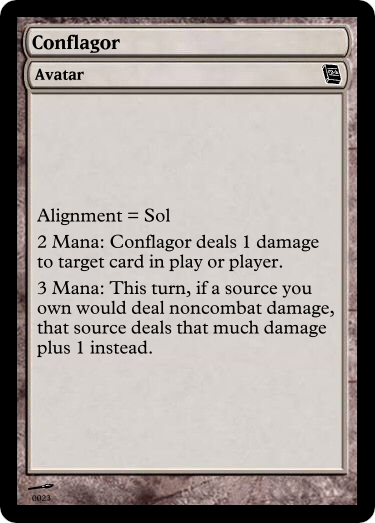 Conflagor
Avatar
Alignment = Sol
2 Mana: Conflagor deals 1 damage
to target card in play or player.
3 Mana: This turn, if a source you
own would deal noncombat damage,
that source deals that much damage
plus 1 instead.
0023